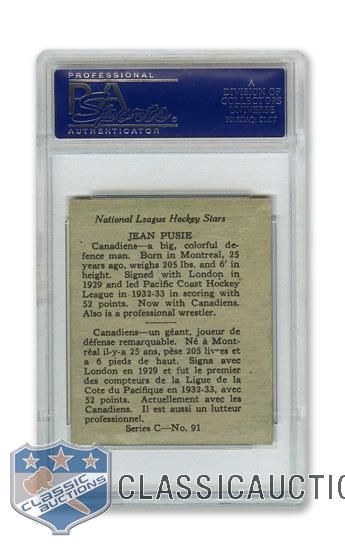 PROFESSIONAL
PSA
Sports
AUTHENTICATOR
A
DIVISION OF
COLLECTORS
UNIVERSE
NASDAQ: CLCT
National League Hockey Stars
JEAN PUSIE
Canadiens—a big, colorful de-
fence man. Born in Montreal, 25
years ago, weighs 205 lbs. and 6' in
height. Signed with London in
1929 and led Pacific Coast Hockey
League in 1932-33 in scoring with
52 points. Now with Canadiens.
Also is a professional wrestler.
Canadiens—un géant, joueur de
défense remarquable. Né à Mont-
réal il-y-a 25 ans, pèse 205 livres et
a 6 pieds de haut. Signa avec
London en 1929 et fut le premier
des compteurs de la Ligue de la
Cote du Pacifique en 1932-33, avec
52 points. Actuellement avec les
Canadiens. Il est aussi un lutteur
professionnel.
Series C—No. 91
CLASSIC
AUCTIONS
CLASSICAUCTIO